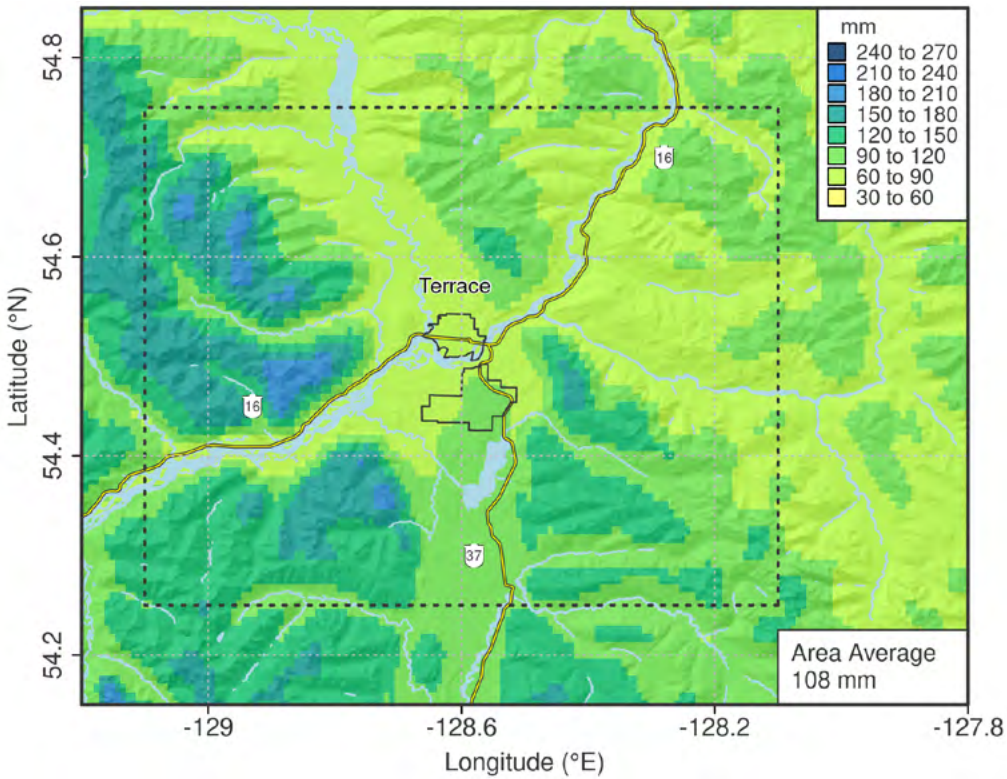 mm
240 to 270
210 to 240
180 to 210
150 to 180
120 to 150
90 to 120
60 to 90
30 to 60
54.8
54.6
54.4
54.2
Latitude (°N)
16
Terrace
16
37
Area Average
108 mm
-129
-128.6
-128.2
-127.8
Longitude (°E)